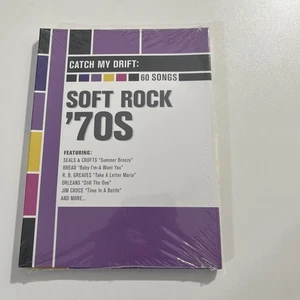 CATCH MY DRIFT:
60 SONGS
SOFT ROCK
'70S
FEATURING:
SEALS & CROFTS "Summer Breeze"
BREAD "Baby I'm-A Want You"
R. B. GREAVES "Take A Letter Maria"
ORLEANS "Still The One"
JIM CROCE "Time In A Bottle"
AND MORE...